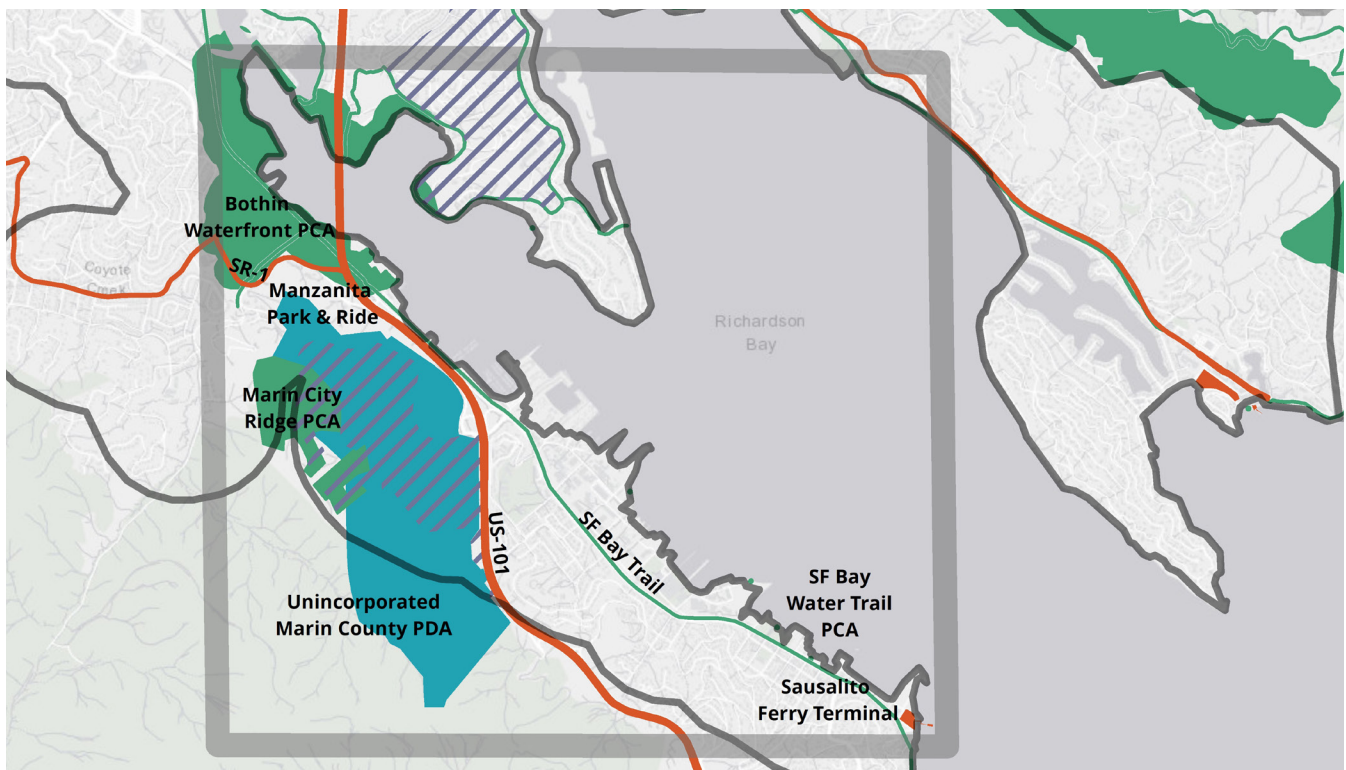 Bothin
Waterfront PCA
SR-1
Coyote
Creek
Manzanita
Park & Ride
Richardson
Bay
Marin City
Ridge PCA
US-101
SF Bay Trail
SF Bay
Water Trail
PCA
Unincorporated
Marin County PDA
Sausalito
Ferry Terminal